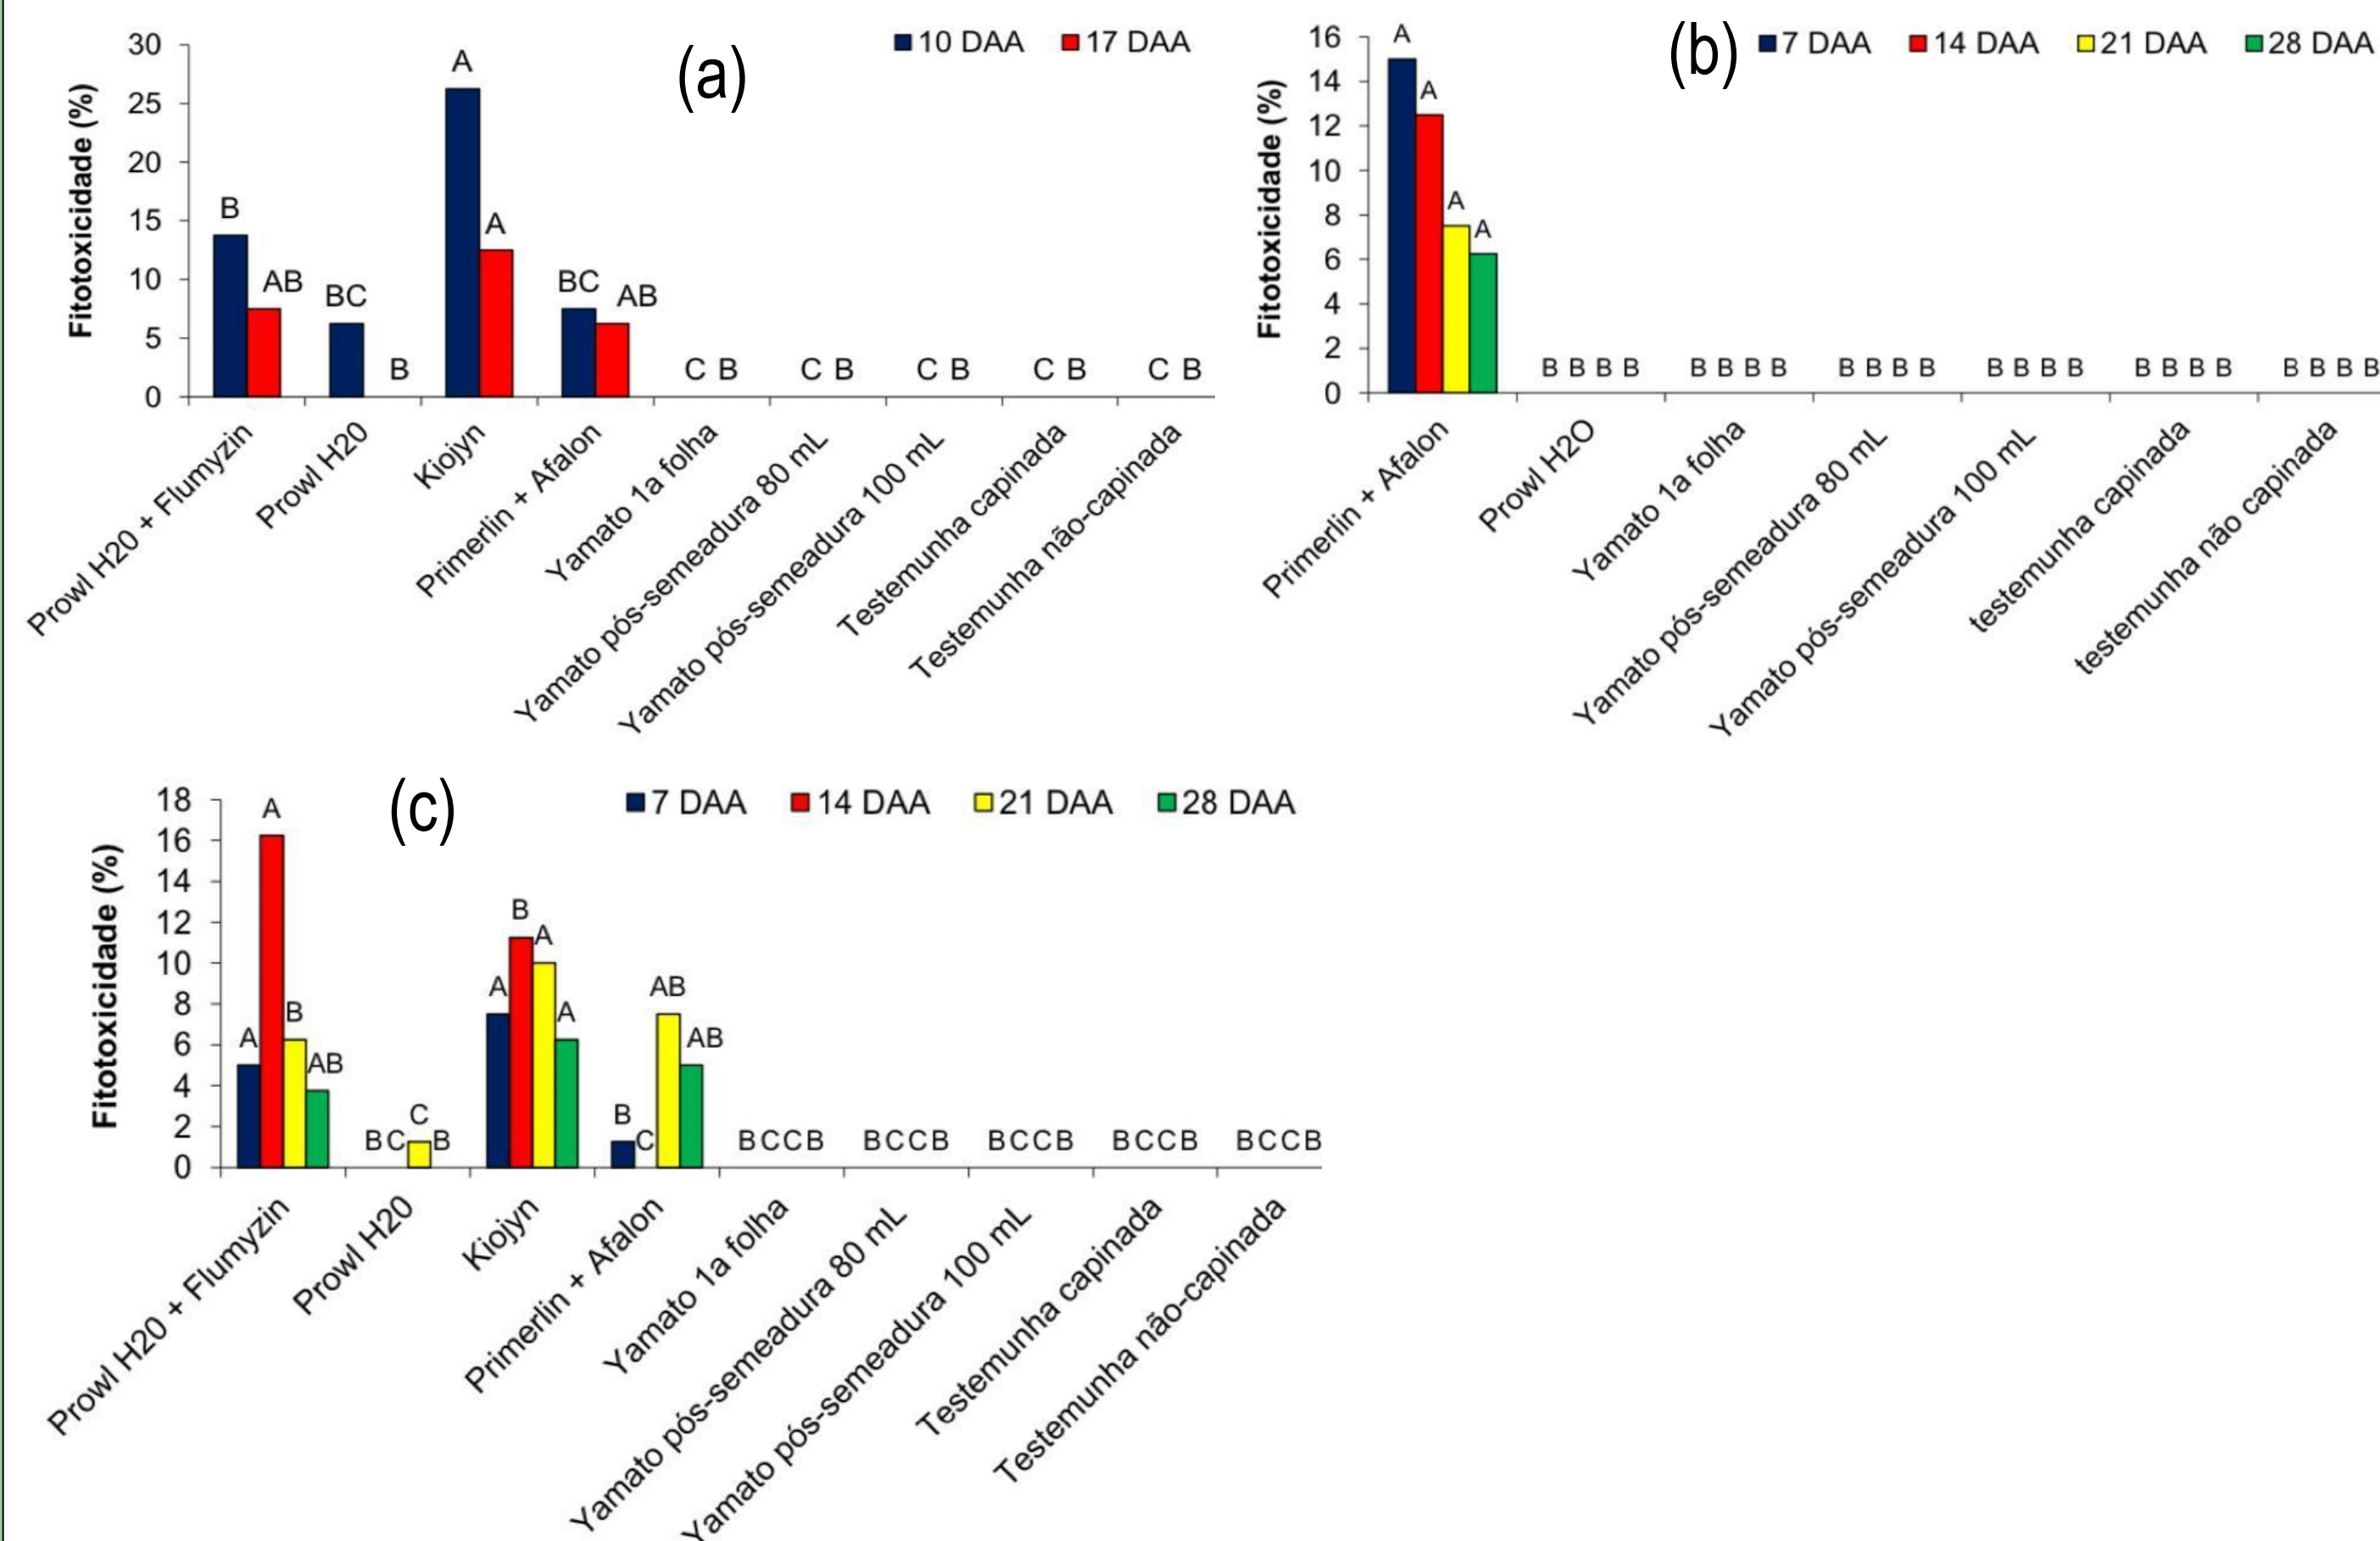 (a)
10 DAA 17 DAA
Fitotoxicidade (%)
30
25
20
15
10
5
0
B AB BC B A A BC AB C B C B C B C B C B
Prowl H20 + Flumyzin
Prowl H20
Kiojyn
Primerlin + Afalon
Yamato 1a folha
Yamato pós-semeadura 80 mL
Yamato pós-semeadura 100 mL
Testemunha capinada
Testemunha não-capinada
(b)
7 DAA 14 DAA 21 DAA 28 DAA
Fitotoxicidade (%)
16
14
12
10
8
6
4
2
0
A A A A B B B B B B B B B B B B B B B B B B B B B B B B
Primerlin + Afalon
Prowl H2O
Yamato 1a folha
Yamato pós-semeadura 80 mL
Yamato pós-semeadura 100 mL
testemunha capinada
testemunha não capinada
(c)
7 DAA 14 DAA 21 DAA 28 DAA
Fitotoxicidade (%)
18
16
14
12
10
8
6
4
2
0
A A B AB B C C B A B A A B C AB AB B C C B B C C B B C C B B C C B B C C B
Prowl H20 + Flumyzin
Prowl H20
Kiojyn
Primerlin + Afalon
Yamato 1a folha
Yamato pós-semeadura 80 mL
Yamato pós-semeadura 100 mL
Testemunha capinada
Testemunha não-capinada